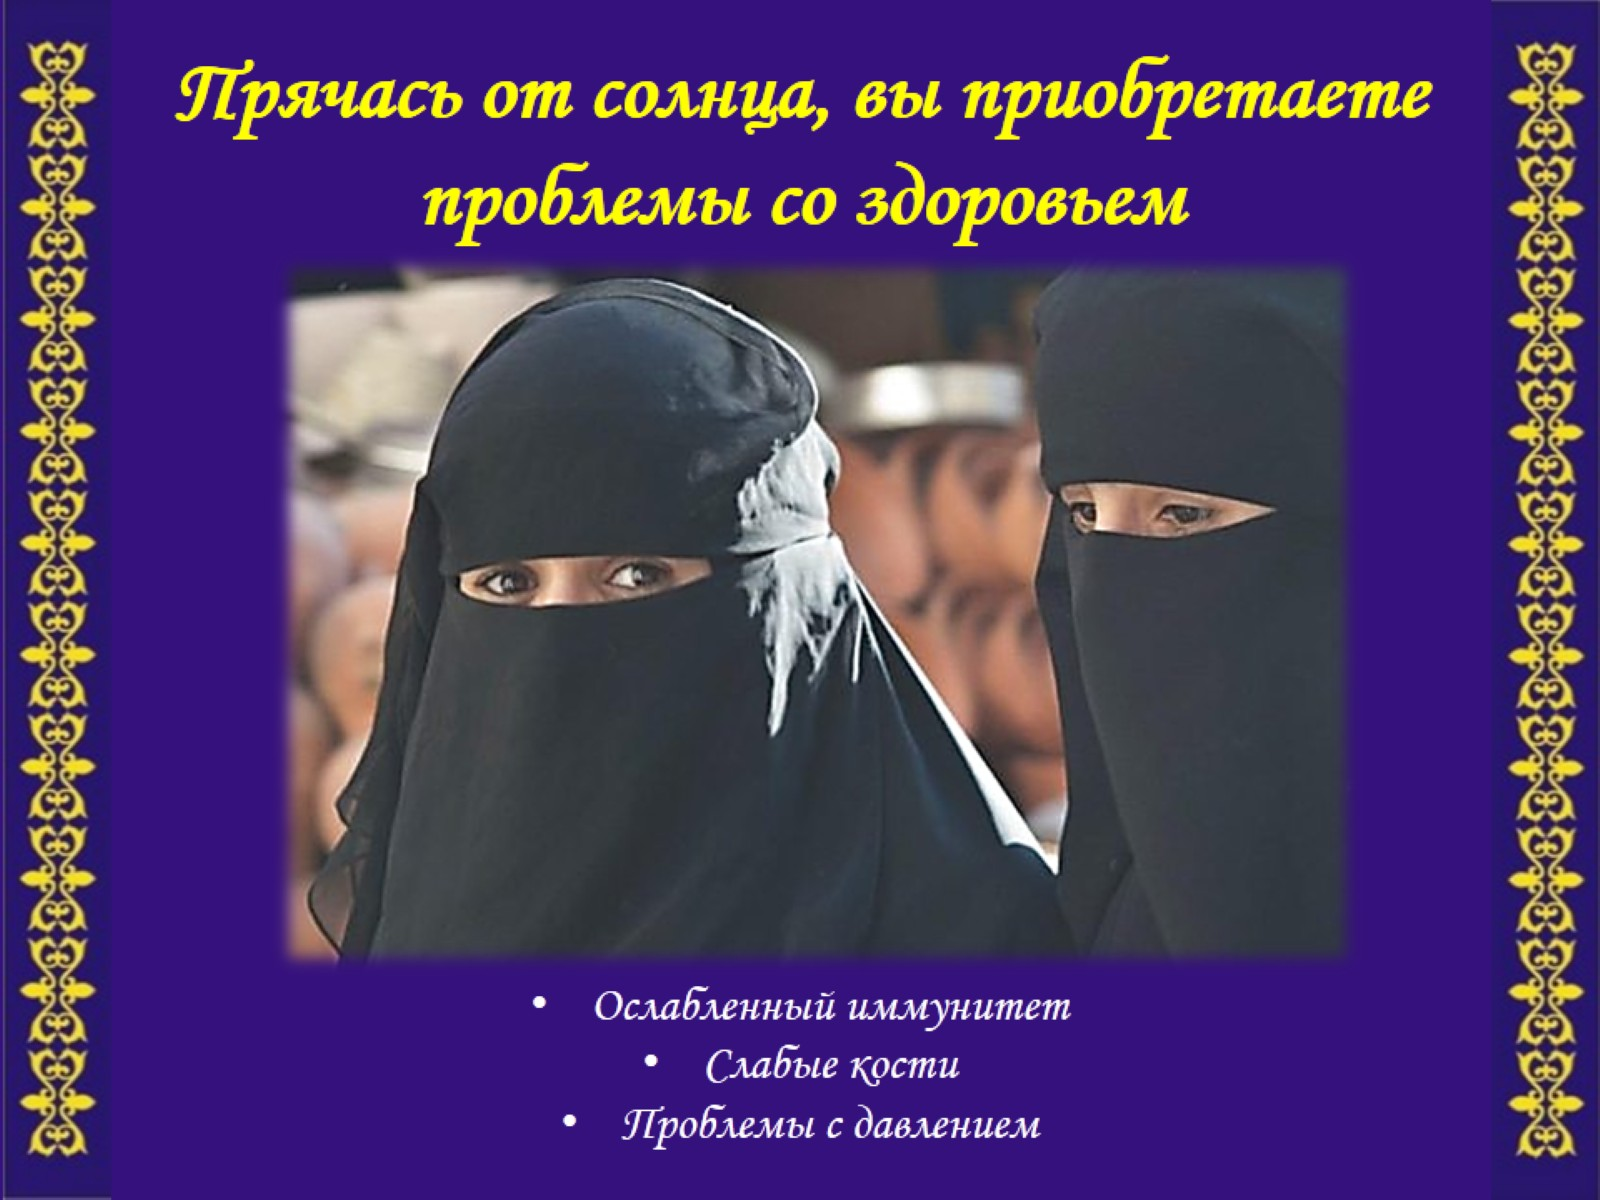 Прячась от солнца, вы приобретаете
проблемы со здоровьем
• Ослабленный иммунитет
• Слабые кости
• Проблемы с давлением